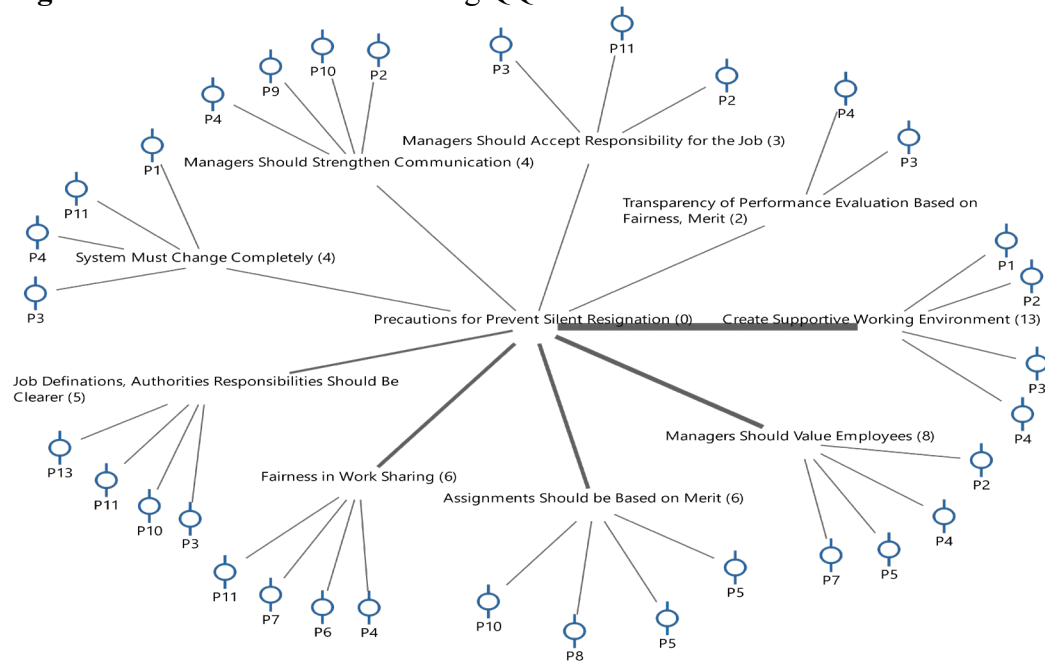 P3
P11
P2
P9
P10
P2
P4
P4
P3
Managers Should Accept Responsibility for the Job (3)
Managers Should Strengthen Communication (4)
P1
P11
P4
P3
System Must Change Completely (4)
Transparency of Performance Evaluation Based on
Fairness, Merit (2)
P1
P2
P3
P4
Precautions for Prevent Silent Resignation (0)
Create Supportive Working Environment (13)
Job Definations, Authorities Responsibilities Should Be
Clearer (5)
P13
P11
P10
P3
Managers Should Value Employees (8)
P2
P4
P5
P7
Fairness in Work Sharing (6)
P11
P7
P6
P4
Assignments Should be Based on Merit (6)
P10
P8
P5
P5